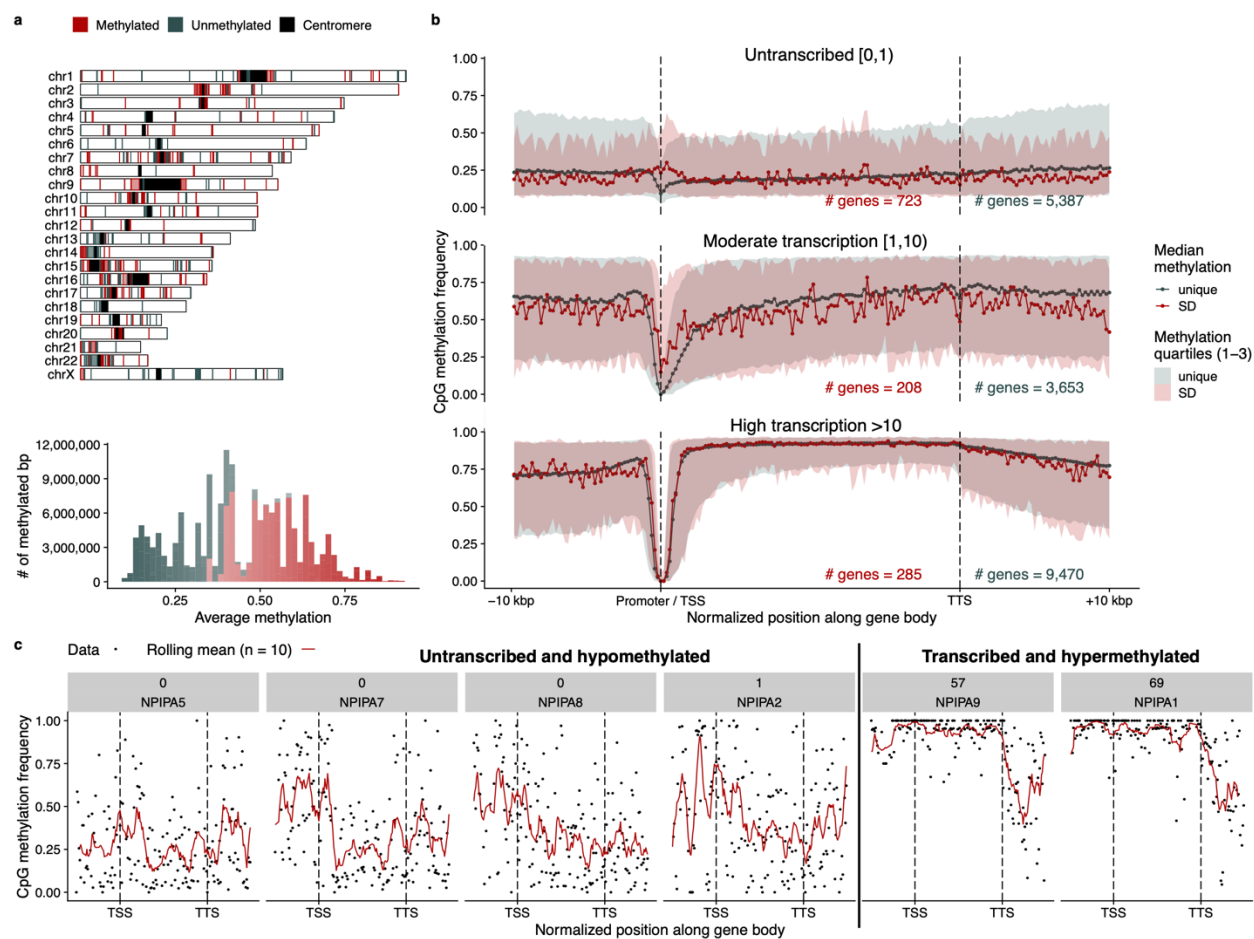 a
Methylated Unmethylated Centromere
chr1
chr2
chr3
chr4
chr5
chr6
chr7
chr8
chr9
chr10
chr11
chr12
chr13
chr14
chr15
chr16
chr17
chr18
chr19
chr20
chr21
chr22
chrX
12,000,000
9,000,000
6,000,000
3,000,000
0
# of methylated bp
0.25 0.50 0.75
Average methylation
b
Untranscribed [0,1)
1.00
0.75
0.50
0.25
0.00
# genes = 723 # genes = 5,387
Moderate transcription [1,10)
1.00
0.75
0.50
0.25
0.00
CpG methylation frequency
# genes = 208 # genes = 3,653
High transcription >10
1.00
0.75
0.50
0.25
0.00
# genes = 285 # genes = 9,470
−10 kbp Promoter / TSS TTS +10 kbp
Normalized position along gene body
Median
methylation
unique
SD
Methylation
quartiles (1−3)
unique
SD
c
Data Rolling mean (n = 10)
Untranscribed and hypomethylated Transcribed and hypermethylated
0 0 0 1 57 69
NPIPA5 NPIPA7 NPIPA8 NPIPA2 NPIPA9 NPIPA1
1.00
0.75
0.50
0.25
0.00
CpG methylation frequency
TSS TTS TSS TTS TSS TTS TSS TTS TSS TTS TSS TTS
Normalized position along gene body